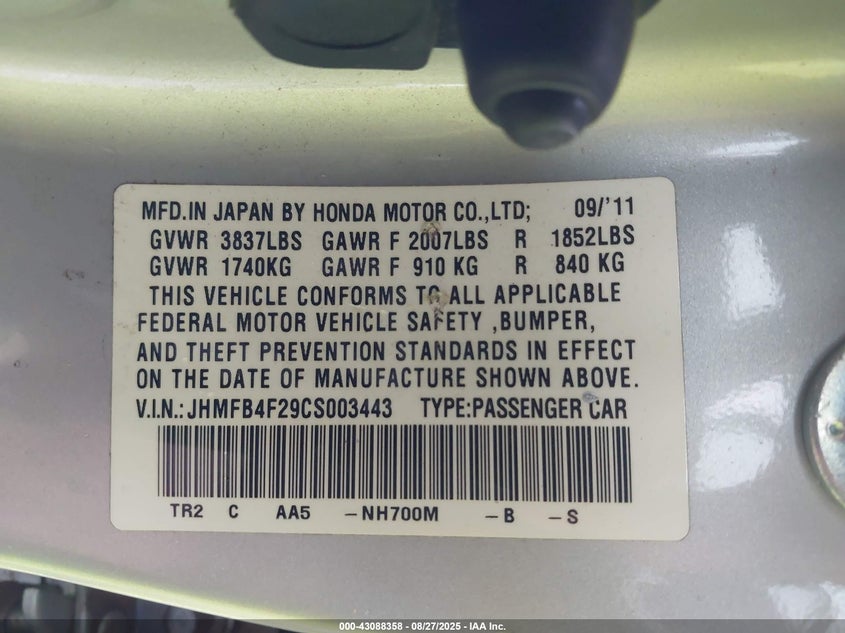 MFD.IN JAPAN BY HONDA MOTOR CO.,LTD; 09/'11
GVWR 3837LBS GAWR F 2007LBS R 1852LBS
GVWR 1740KG GAWR F 910 KG R 840 KG
THIS VEHICLE CONFORMS TO ALL APPLICABLE
FEDERAL MOTOR VEHICLE SAFETY ,BUMPER,
AND THEFT PREVENTION STANDARDS IN EFFECT
ON THE DATE OF MANUFACTURE SHOWN ABOVE.
V.I.N.:JHMFB4F29CS003443 TYPE:PASSENGER CAR
TR2 C AA5 -NH700M -B -S
000-43088358 - 08/27/2025 - IAA Inc.